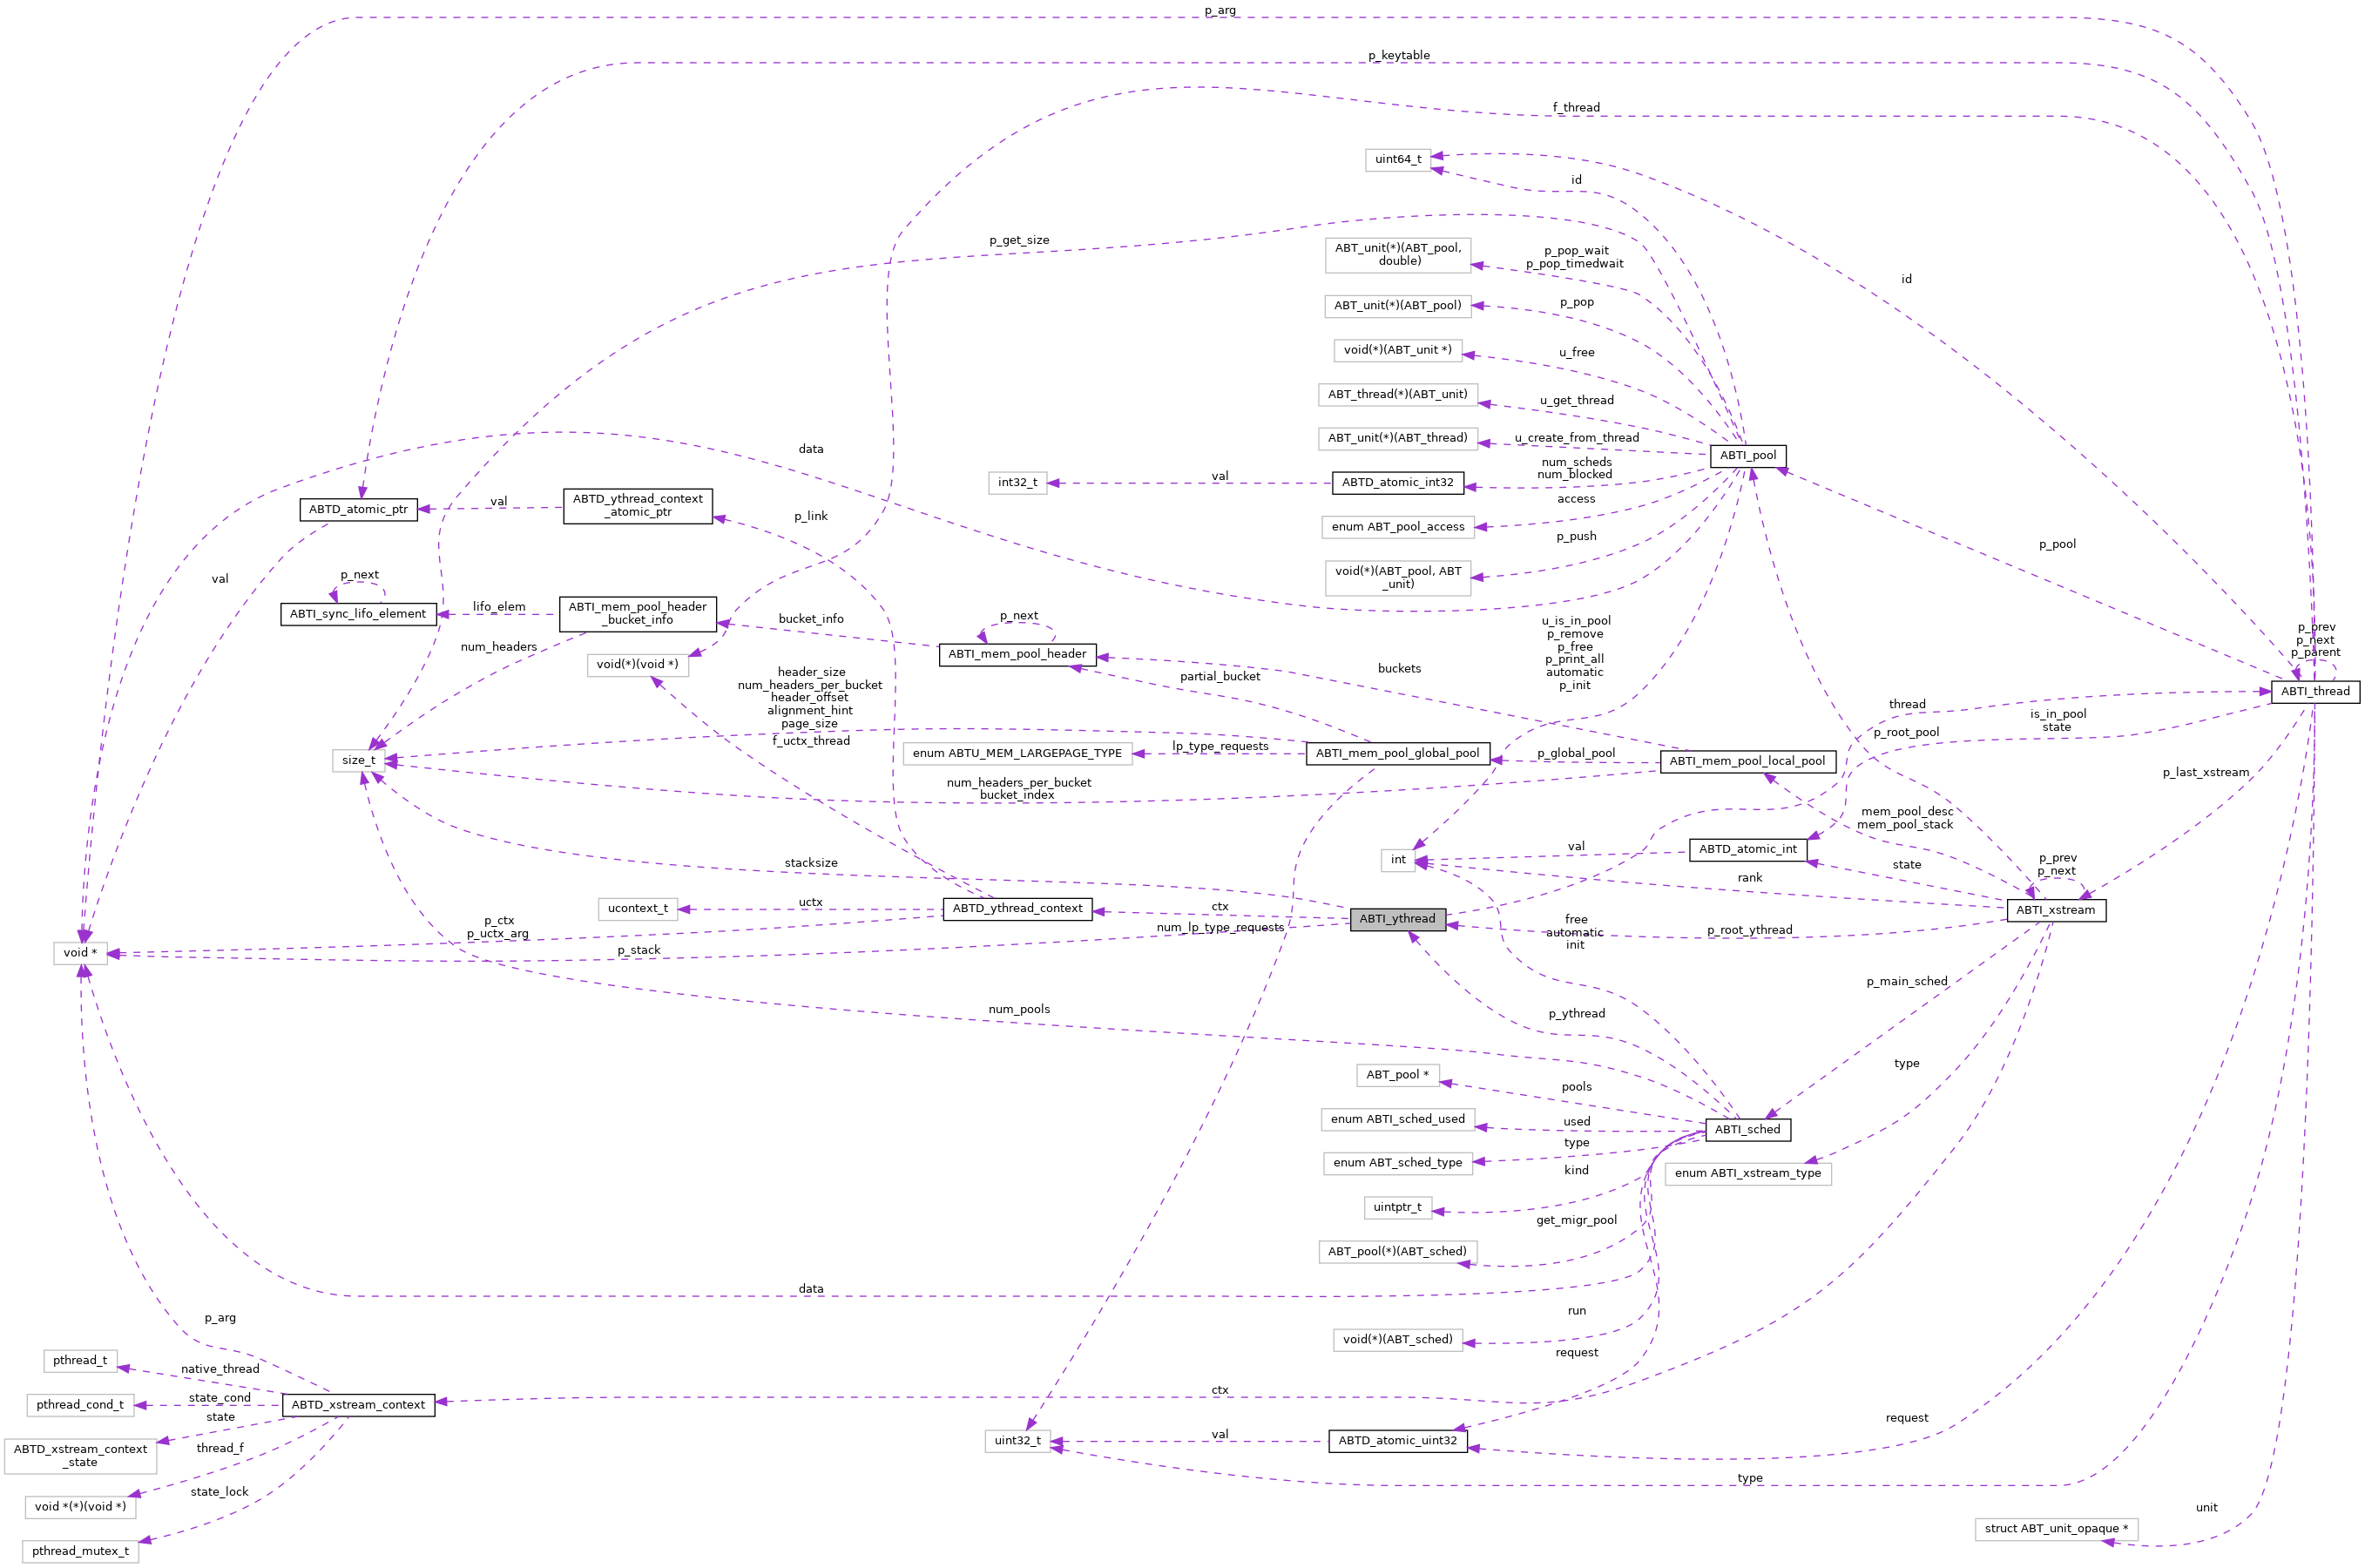 p_arg
p_keytable
f_thread
uint64_t
id
p_get_size
ABT_unit(*)(ABT_pool,
double)
p_pop_wait
p_pop_timedwait
id
ABT_unit(*)(ABT_pool)
p_pop
void(*)(ABT_unit *)
u_free
ABT_thread(*)(ABT_unit)
u_get_thread
ABT_unit(*)(ABT_thread)
u_create_from_thread
ABTI_pool
data
int32_t
val
ABTD_atomic_int32
num_scheds
num_blocked
ABTD_atomic_ptr
val
ABTD_ythread_context
_atomic_ptr
p_link
enum ABT_pool_access
access
void(*)(ABT_pool, ABT
_unit)
p_push
p_pool
val
p_next
ABTI_sync_lifo_element
lifo_elem
ABTI_mem_pool_header
_bucket_info
bucket_info
p_next
ABTI_mem_pool_header
num_headers
void(*)(void *)
u_is_in_pool
p_remove
p_free
p_print_all
automatic
p_init
p_prev
p_next
p_parent
ABTI_thread
header_size
num_headers_per_bucket
header_offset
alignment_hint
page_size
partial_bucket
buckets
thread
is_in_pool
state
p_root_pool
f_uctx_thread
size_t
enum ABTU_MEM_LARGEPAGE_TYPE
lp_type_requests
ABTI_mem_pool_global_pool
p_global_pool
ABTI_mem_pool_local_pool
p_last_xstream
num_headers_per_bucket
bucket_index
mem_pool_desc
mem_pool_stack
stacksize
int
val
ABTD_atomic_int
state
p_prev
p_next
rank
ucontext_t
uctx
ABTD_ythread_context
ctx
ABTI_ythread
ABTI_xstream
p_ctx
p_uctx_arg
num_lp_type_requests
free
automatic
init
p_root_ythread
void *
p_stack
p_main_sched
num_pools
p_ythread
ABT_pool *
pools
type
enum ABTI_sched_used
used
ABTI_sched
enum ABT_sched_type
type
enum ABTI_xstream_type
kind
uintptr_t
get_migr_pool
ABT_pool(*)(ABT_sched)
data
run
void(*)(ABT_sched)
request
p_arg
pthread_t
native_thread
pthread_cond_t
state_cond
ABTD_xstream_context
ctx
state
ABTD_xstream_context
_state
thread_f
uint32_t
val
ABTD_atomic_uint32
request
type
void *(*)(void *)
state_lock
pthread_mutex_t
unit
struct ABT_unit_opaque *